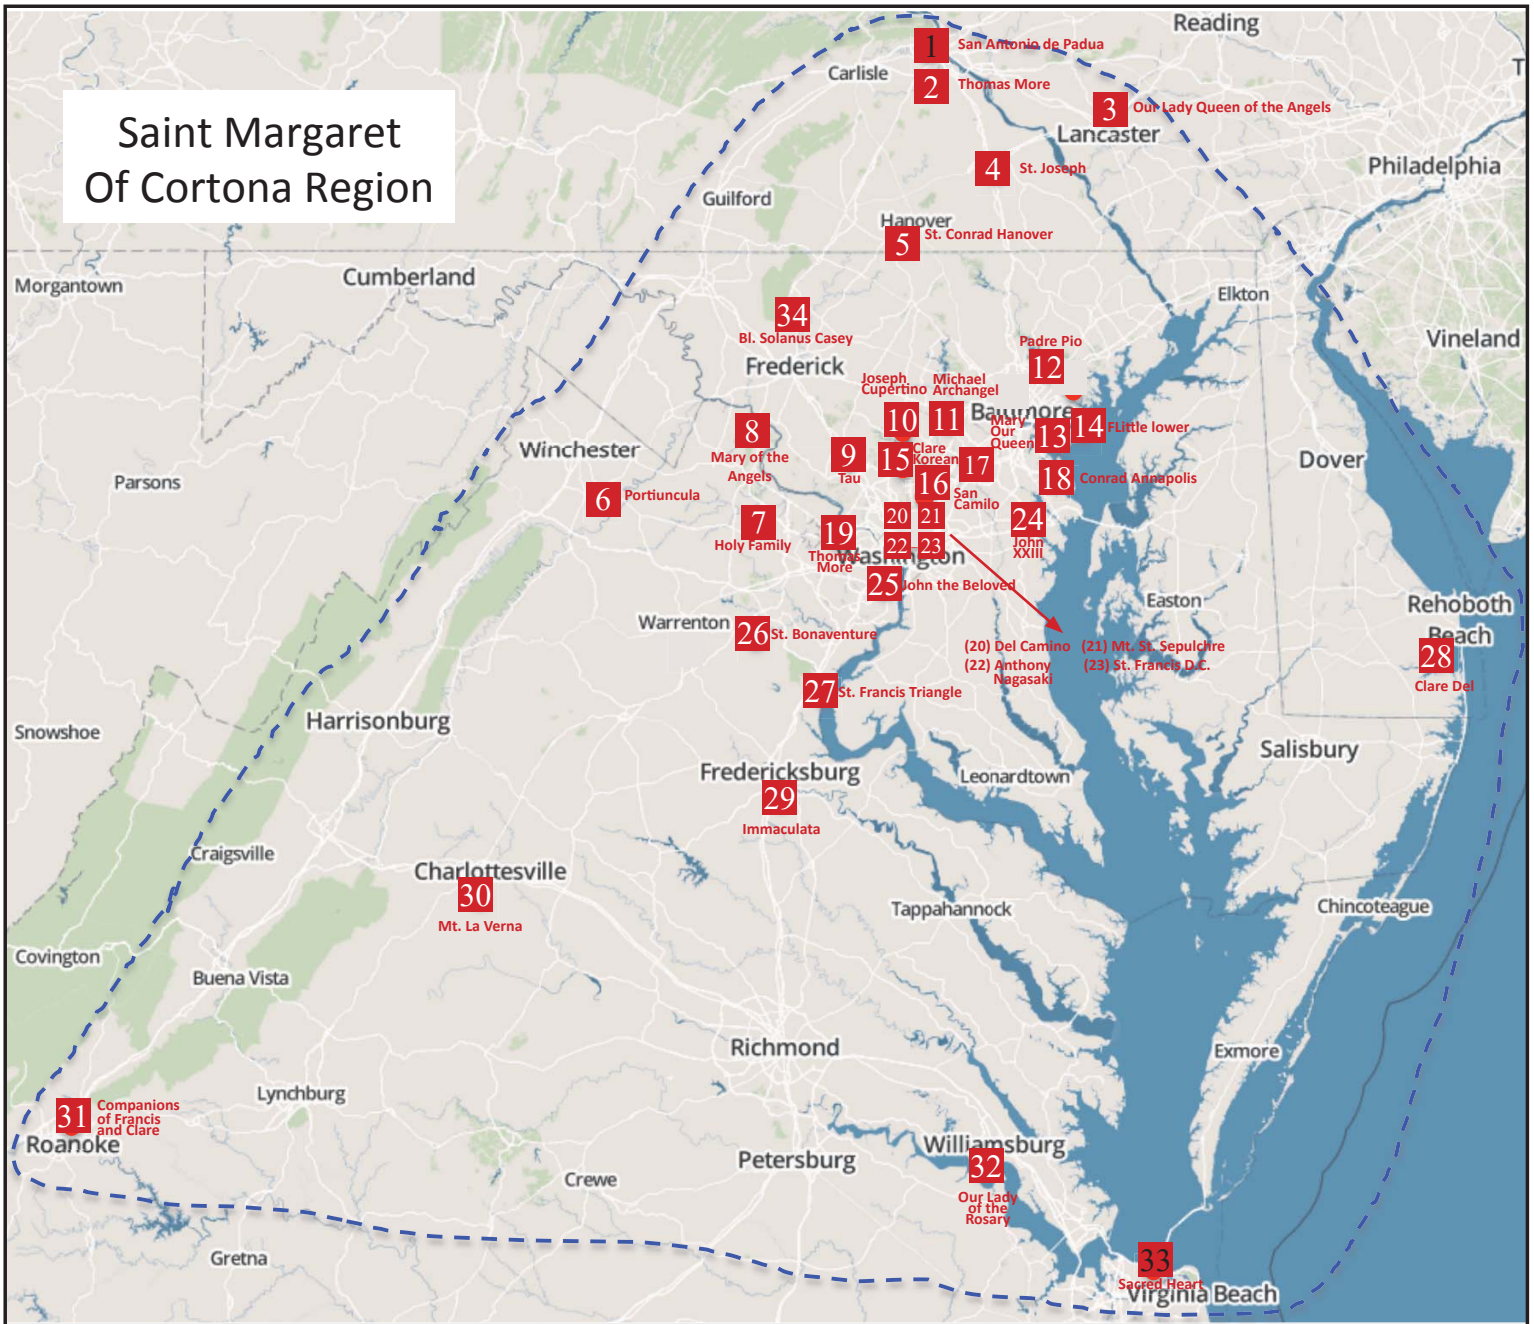 Saint Margaret
Of Cortona Region
Reading
1
San Antonio de Padua
Carlisle
2
Thomas More
T
3
Our Lady Queen of the Angels
Lancaster
4
St. Joseph
Philadelphia
Guilford
Hanover
5
St. Conrad Hanover
Morgantown
Cumberland
Elkton
34
Bl. Solanus Casey
Vineland
Frederick
Padre Pio
12
Joseph
Cupertino
10
Michael
Archangel
11
Baltimore
Mary
Our
Queen
13
14
FLittle lower
8
Mary of the
Angels
Winchester
9
Tau
15
Clare
Korean
17
16
San
Camilo
18
Conrad Annapolis
Dover
Parsons
6
Portiuncula
7
Holy Family
19
Thomas
More
20
21
22
23
Washington
24
John
XXIII
25
John the Beloved
Easton
Rehoboth
Beach
Warrenton
26
St. Bonaventure
(20) Del Camino
(21) Mt. St. Sepulchre
(22) Anthony
Nagasaki
(23) St. Francis D.C.
28
Clare Del
27
St. Francis Triangle
Harrisonburg
Snowshoe
Salisbury
Fredericksburg
Leonardtown
29
Immaculata
Craigsville
Charlottesville
30
Mt. La Verna
Tappahannock
Chincoteague
Covington
Buena Vista
Richmond
Exmore
Lynchburg
31
Companions
of Francis
and Clare
Roanoke
Williamsburg
32
Our Lady
of the
Rosary
Petersburg
Crewe
Gretna
33
Sacred Heart
Virginia Beach